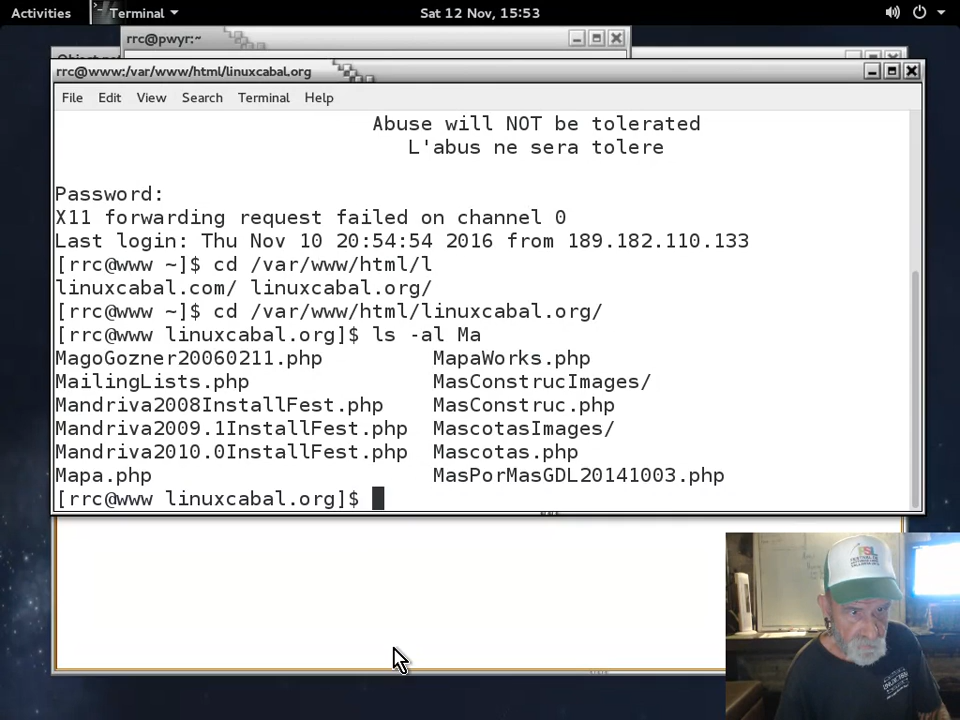 Activities Terminal Sat 12 Nov, 15:53
rrc@pwyr:~
rrc@www:/var/www/html/linuxcabal.org
File Edit View Search Terminal Help
Abuse will NOT be tolerated
L'abus ne sera tolere
Password:
X11 forwarding request failed on channel 0
Last login: Thu Nov 10 20:54:54 2016 from 189.182.110.133
[rrc@www ~]$ cd /var/www/html/l
linuxcabal.com/ linuxcabal.org/
[rrc@www ~]$ cd /var/www/html/linuxcabal.org/
[rrc@www linuxcabal.org]$ ls -al Ma
MagoGozner20060211.php MapaWorks.php
MailingLists.php MasConstrucImages/
Mandriva2008InstallFest.php MasConstruc.php
Mandriva2009.1InstallFest.php MascotasImages/
Mandriva2010.0InstallFest.php Mascotas.php
Mapa.php MasPorMasGDL20141003.php
[rrc@www linuxcabal.org]$